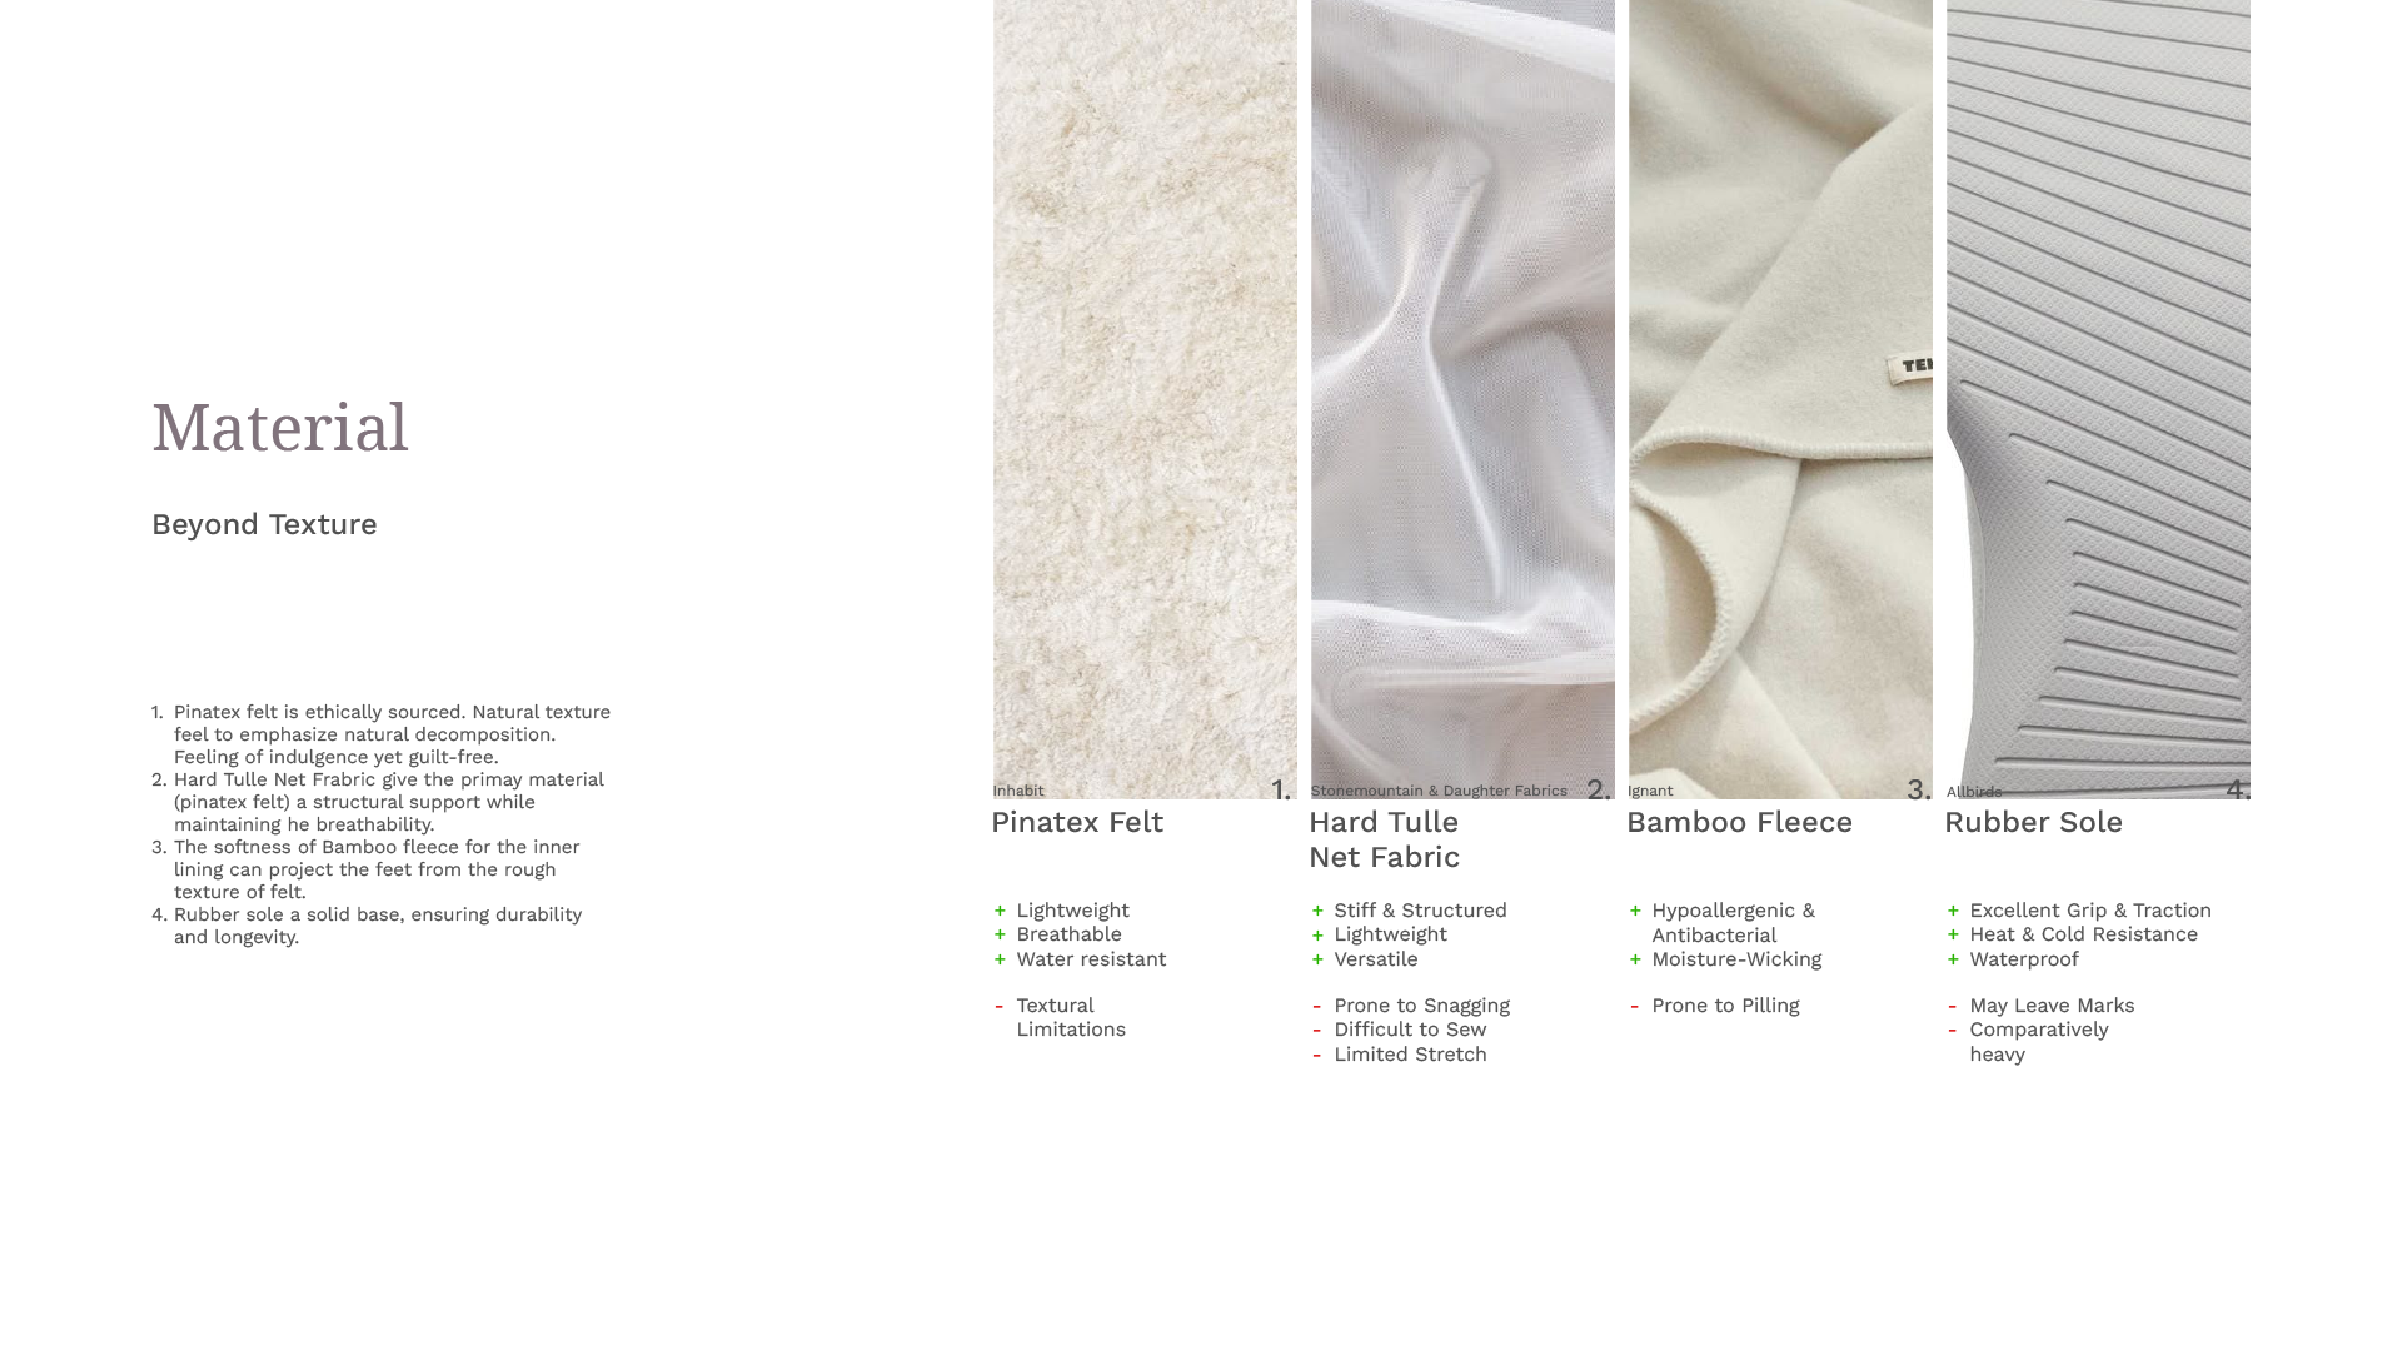 Material
Beyond Texture
1. Pinatex felt is ethically sourced. Natural texture
feel to emphasize natural decomposition.
Feeling of indulgence yet guilt-free.
2. Hard Tulle Net Frabric give the primay material
(pinatex felt) a structural support while
maintaining he breathability.
3. The softness of Bamboo fleece for the inner
lining can project the feet from the rough
texture of felt.
4. Rubber sole a solid base, ensuring durability
and longevity.
Inhabit 1.
Pinatex Felt
+ Lightweight
+ Breathable
+ Water resistant
- Textural
Limitations
Stonemountain & Daughter Fabrics 2.
Hard Tulle
Net Fabric
+ Stiff & Structured
+ Lightweight
+ Versatile
- Prone to Snagging
- Difficult to Sew
- Limited Stretch
Ignant 3.
Bamboo Fleece
+ Hypoallergenic &
Antibacterial
+ Moisture-Wicking
- Prone to Pilling
Allbirds 4.
Rubber Sole
+ Excellent Grip & Traction
+ Heat & Cold Resistance
+ Waterproof
- May Leave Marks
- Comparatively
heavy